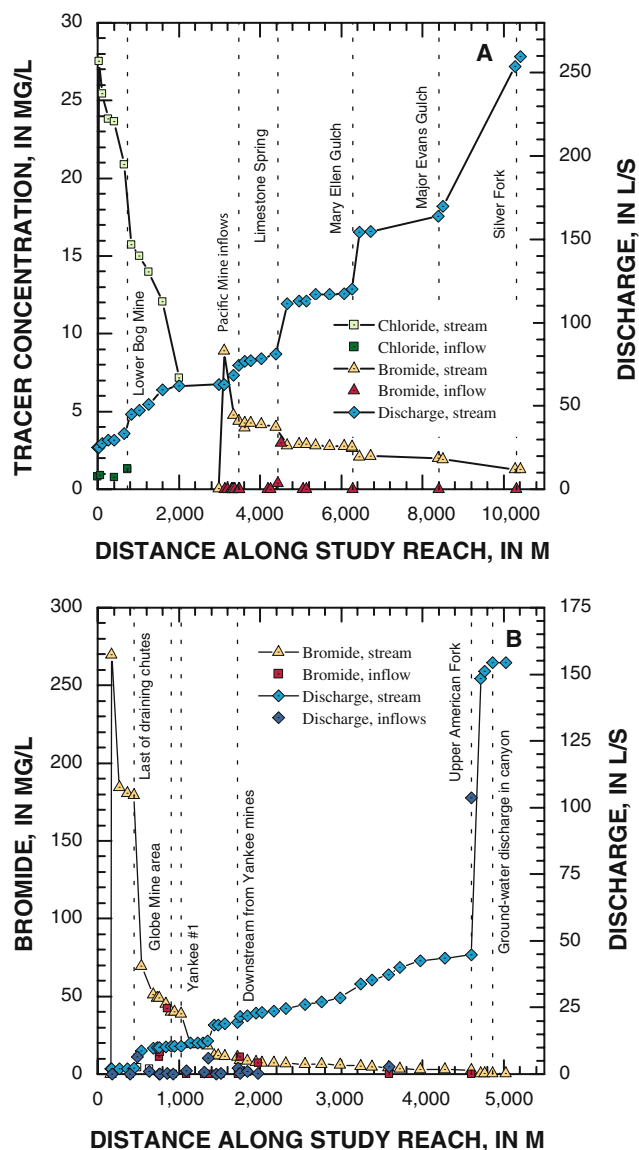 A
30
25
20
15
10
5
0
TRACER CONCENTRATION, IN MG/L
250
200
150
100
50
0
DISCHARGE, IN L/S
Lower Bog Mine
Pacific Mine inflows
Limestone Spring
Mary Ellen Gulch
Major Evans Gulch
Silver Fork
Chloride, stream
Chloride, inflow
Bromide, stream
Bromide, inflow
Discharge, stream
0 2,000 4,000 6,000 8,000 10,000
DISTANCE ALONG STUDY REACH, IN M
B
300
250
200
150
100
50
0
BROMIDE, IN MG/L
175
150
125
100
75
50
25
0
DISCHARGE, IN L/S
Bromide, stream
Bromide, inflow
Discharge, stream
Discharge, inflows
Last of draining chutes
Globe Mine area
Yankee #1
Downstream from Yankee mines
Upper American Fork
Ground-water discharge in canyon
0 1,000 2,000 3,000 4,000 5,000
DISTANCE ALONG STUDY REACH, IN M